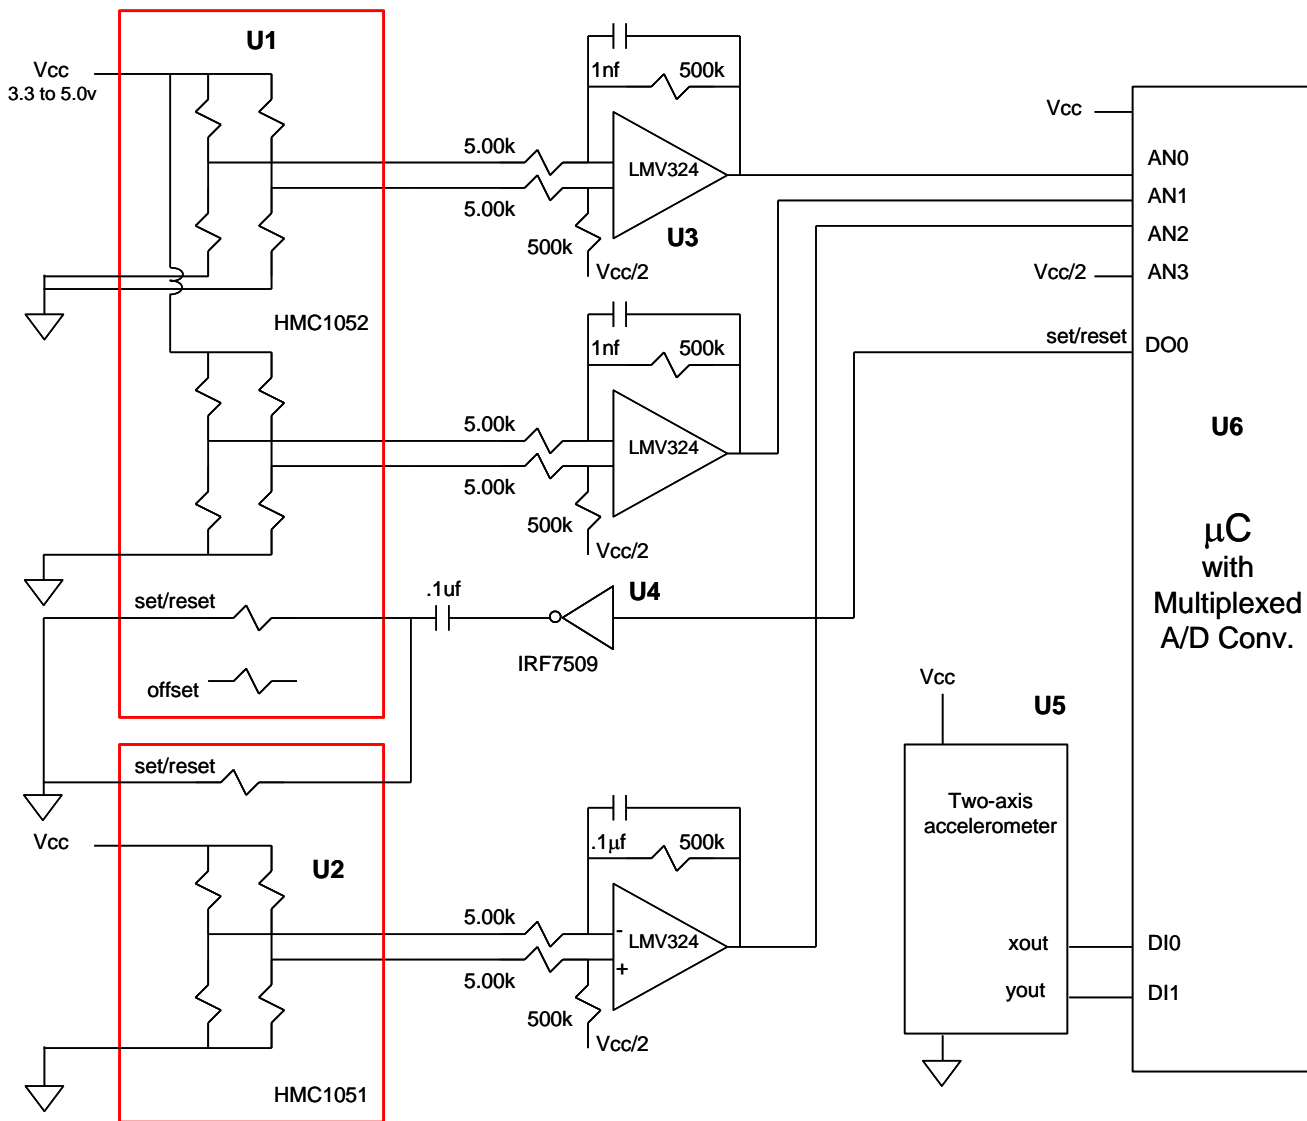 U1
Vcc
3.3 to 5.0v
1nf
500k
5.00k
LMV324
5.00k
U3
500k
Vcc/2
HMC1052
1nf
500k
5.00k
LMV324
5.00k
500k
Vcc/2
Vcc
AN0
AN1
AN2
Vcc/2
AN3
set/reset
DO0
U6
μC
with
Multiplexed
A/D Conv.
set/reset
.1uf
U4
IRF7509
offset
Vcc
U5
Two-axis
accelerometer
xout
DI0
yout
DI1
set/reset
Vcc
U2
.1μf
500k
5.00k
-
LMV324
+
5.00k
500k
Vcc/2
HMC1051